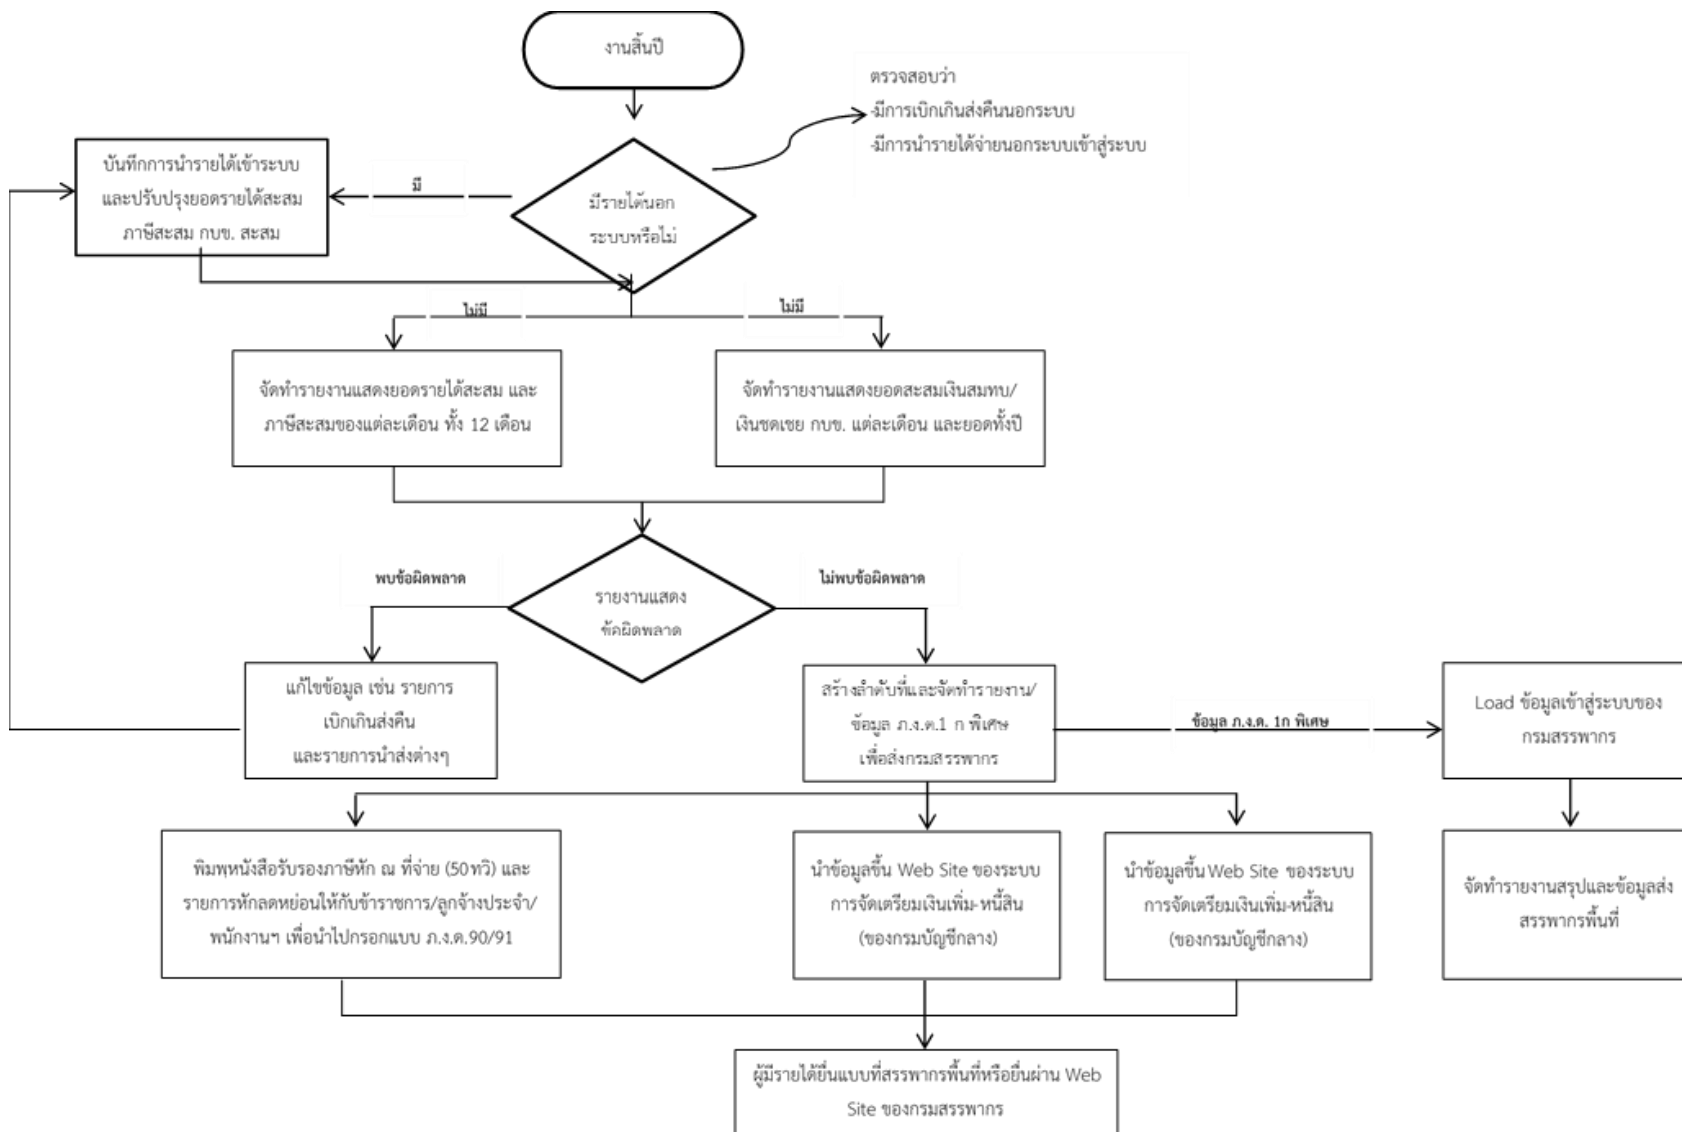 งานสิ้นปี
ตรวจสอบว่า
-มีการเบิกเกินส่งคืนนอกระบบ
-มีการนำรายได้จ่ายนอกระบบเข้าสู่ระบบ
บันทึกการนำรายได้เข้าระบบ
และปรับปรุงยอดรายได้สะสม
ภาษีสะสม กบข. สะสม
มี
มีรายได้นอก
ระบบหรือไม่
ไม่มี
ไม่มี
จัดทำรายงานแสดงยอดรายได้สะสม และ
ภาษีสะสมของแต่ละเดือน ทั้ง 12 เดือน
จัดทำรายงานแสดงยอดสะสมเงินสมทบ/
เงินชดเชย กบข. แต่ละเดือน และยอดทั้งปี
พบข้อผิดพลาด
ไม่พบข้อผิดพลาด
รายงานแสดง
ข้อผิดพลาด
แก้ไขข้อมูล เช่น รายการ
เบิกเกินส่งคืน
และรายการนำส่งต่างๆ
สร้างลำดับที่และจัดทำรายงาน/
ข้อมูล ภ.ง.ด.1 ก พิเศษ
เพื่อส่งกรมสรรพากร
ข้อมูล ภ.ง.ด. 1ก พิเศษ
Load ข้อมูลเข้าสู่ระบบของ
กรมสรรพากร
พิมพ์หนังสือรับรองภาษีหัก ณ ที่จ่าย (50ทวิ) และ
รายการหักลดหย่อนให้กับข้าราชการ/ลูกจ้างประจำ/
พนักงานฯ เพื่อนำไปกรอกแบบ ภ.ง.ด.90/91
นำข้อมูลขึ้น Web Site ของระบบ
การจัดเตรียมเงินเพิ่ม-หนี้สิน
(ของกรมบัญชีกลาง)
นำข้อมูลขึ้น Web Site ของระบบ
การจัดเตรียมเงินเพิ่ม-หนี้สิน
(ของกรมบัญชีกลาง)
จัดทำรายงานสรุปและข้อมูลส่ง
สรรพากรพื้นที่
ผู้มีรายได้ยื่นแบบที่สรรพากรพื้นที่หรือยื่นผ่าน Web
Site ของกรมสรรพากร